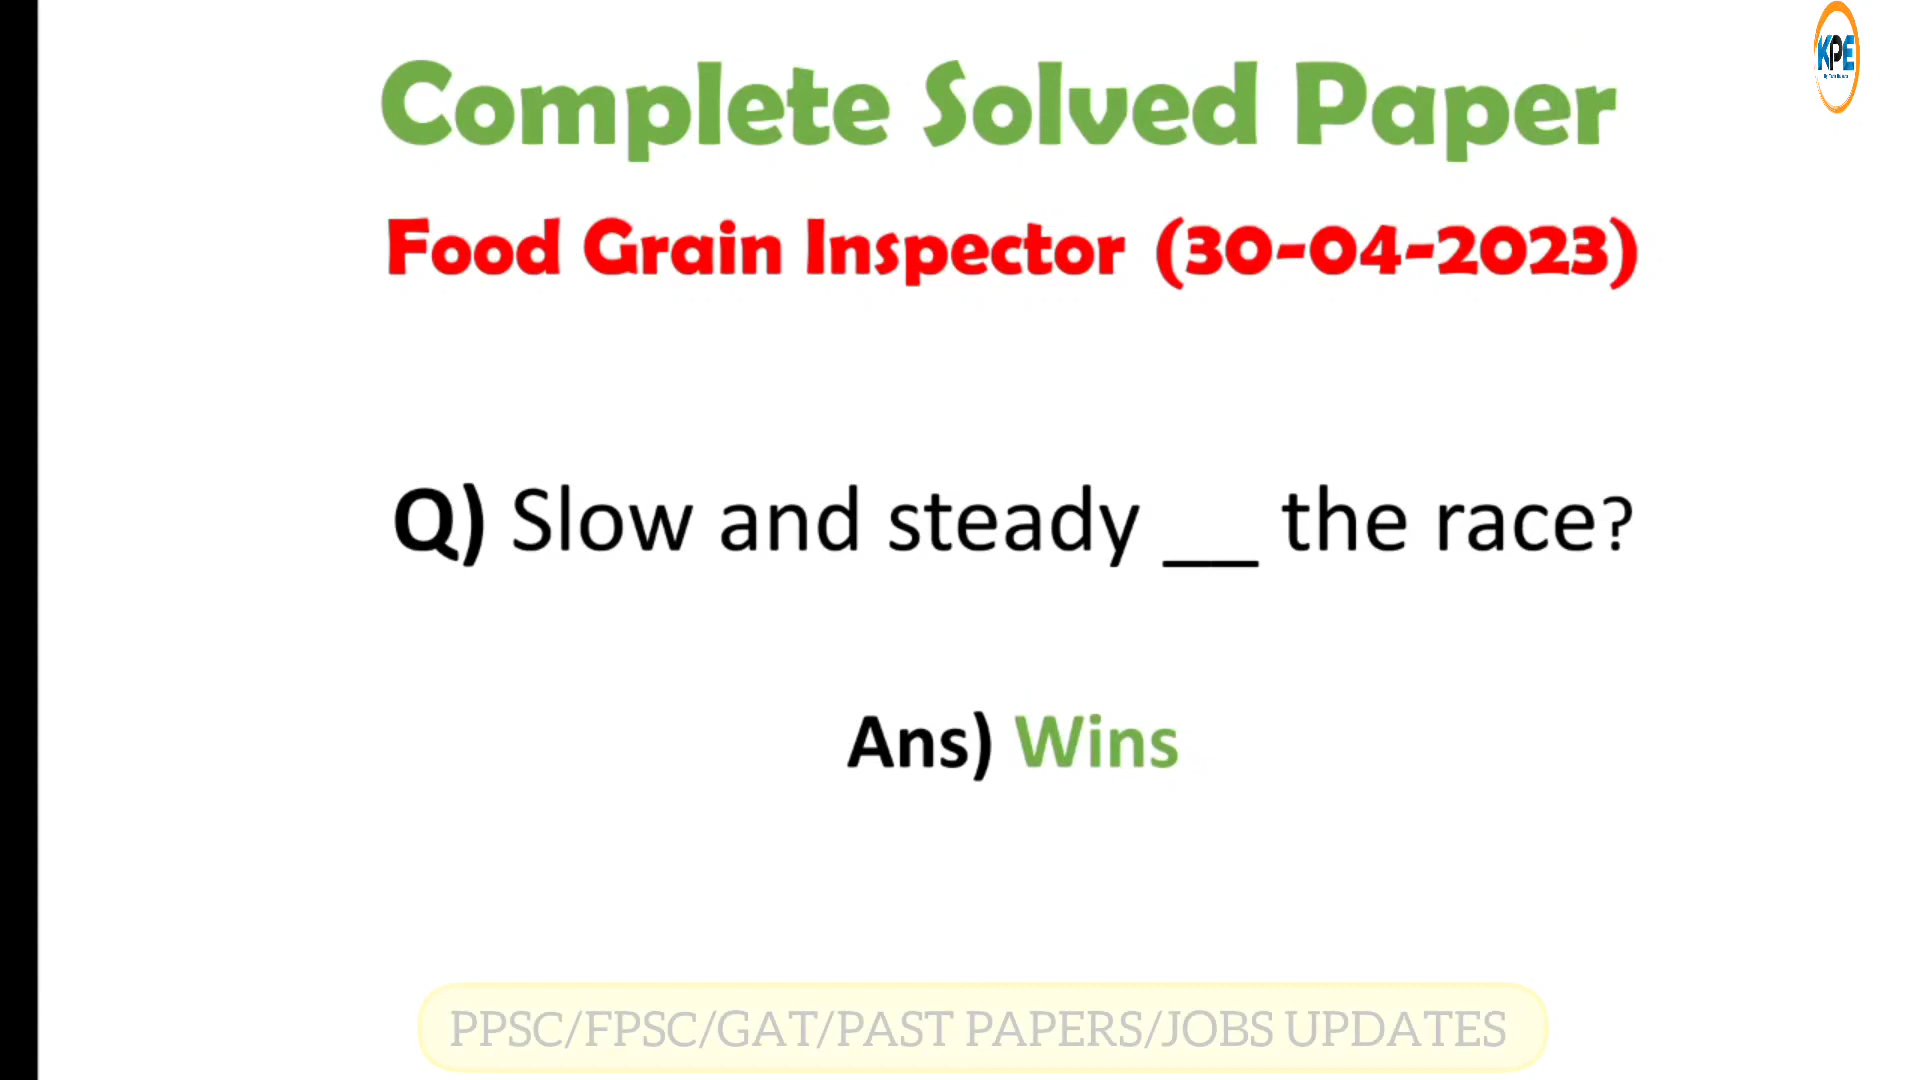 KPE
Complete Solved Paper
Food Grain Inspector (30-04-2023)
Q) Slow and steady __ the race?
Ans) Wins
PPSC/FPSC/GAT/PAST PAPERS/JOBS UPDATES